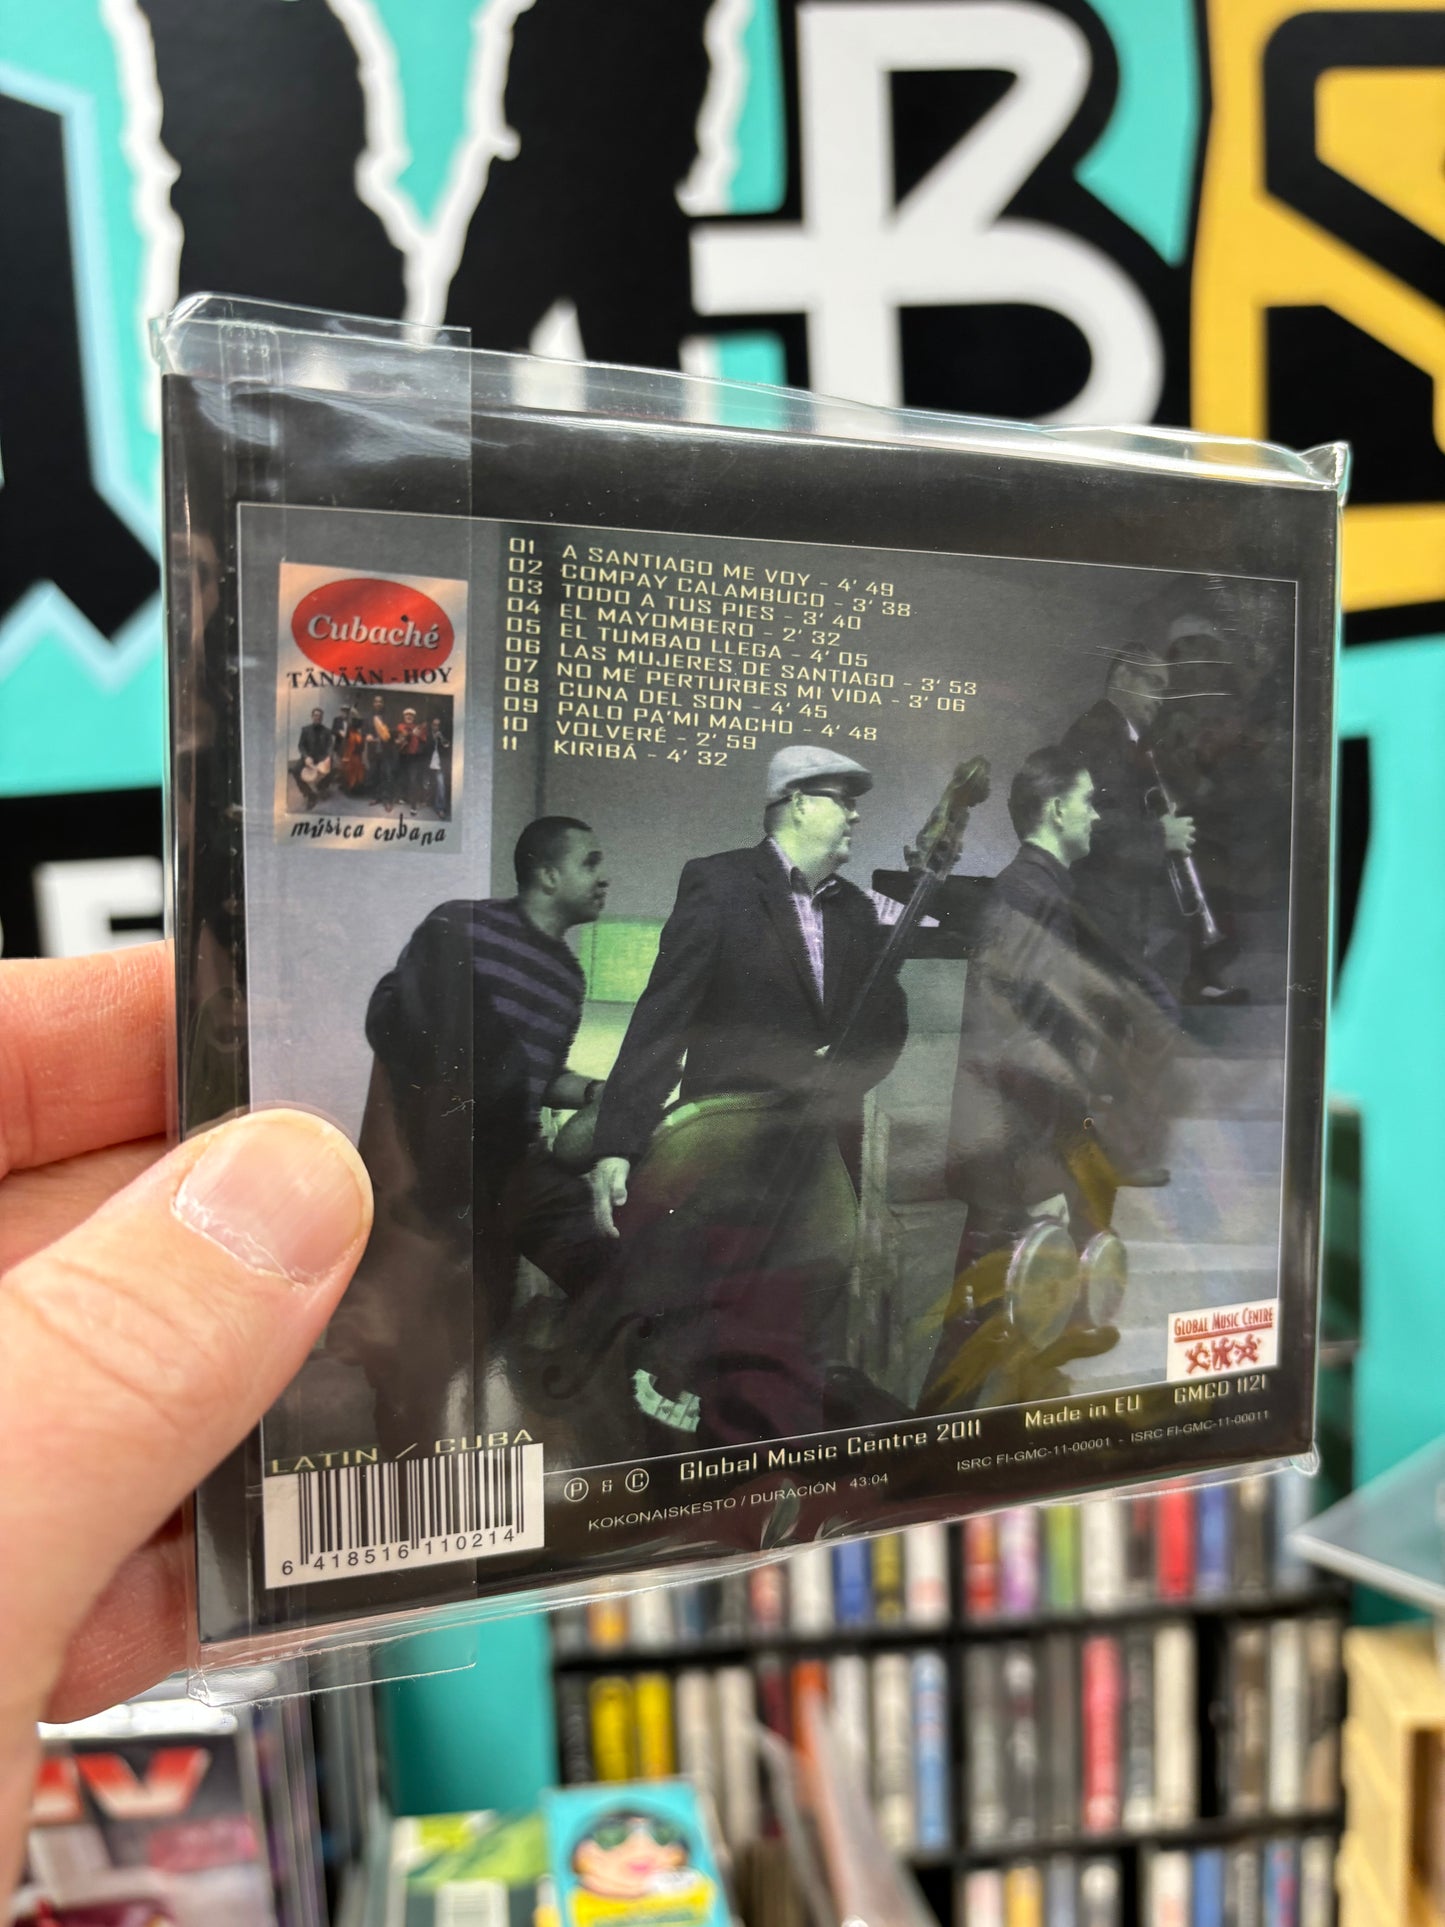 Cubaché
TÄNÄÄN - HOY
música cubana
01 A SANTIAGO ME VOY - 4' 49
02 COMPAY CALAMBUCO - 3' 38
03 TODO A TUS PIES - 3' 40
04 EL MAYOMBERO - 2' 32
05 EL TUMBAO LLEGA - 4' 05
06 LAS MUJERES DE SANTIAGO - 3' 53
07 NO ME PERTURBES MI VIDA - 3' 06
08 CUNA DEL SON - 4' 45
09 PALO PA'MI MACHO - 4' 48
10 VOLVERÉ - 2' 59
11 KIRIBÁ - 4' 32
GLOBAL MUSIC CENTRE
LATIN / CUBA
6 418516 110214
Ⓟ & © Global Music Centre 2011 Made in EU GMCD 1121
KOKONAISKESTO / DURACIÓN 43:04 ISRC FI-GMC-11-00001 - ISRC FI-GMC-11-00011